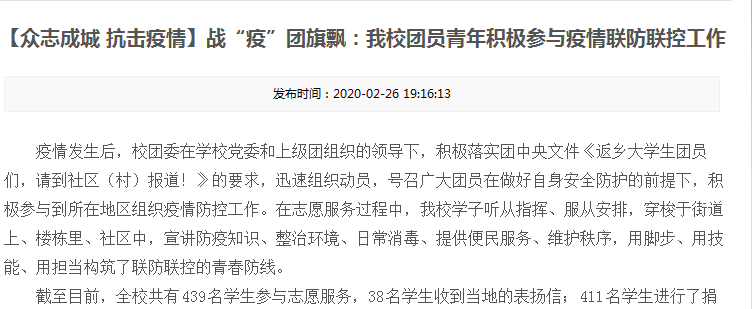 【众志成城 抗击疫情】战“疫”团旗飘：我校团员青年积极参与疫情联防联控工作
发布时间：2020-02-26 19:16:13
疫情发生后，校团委在学校党委和上级团组织的领导下，积极落实团中央文件《返乡大学生团员
们，请到社区（村）报道！》的要求，迅速组织动员，号召广大团员在做好自身安全防护的前提下，积
极参与到所在地区组织疫情防控工作。在志愿服务过程中，我校学子听从指挥、服从安排，穿梭于街道
上、楼栋里、社区中，宣讲防疫知识、整治环境、日常消毒、提供便民服务、维护秩序，用脚步、用技
能、用担当构筑了联防联控的青春防线。
截至目前，全校共有439名学生参与志愿服务，38名学生收到当地的表扬信；411名学生进行了捐